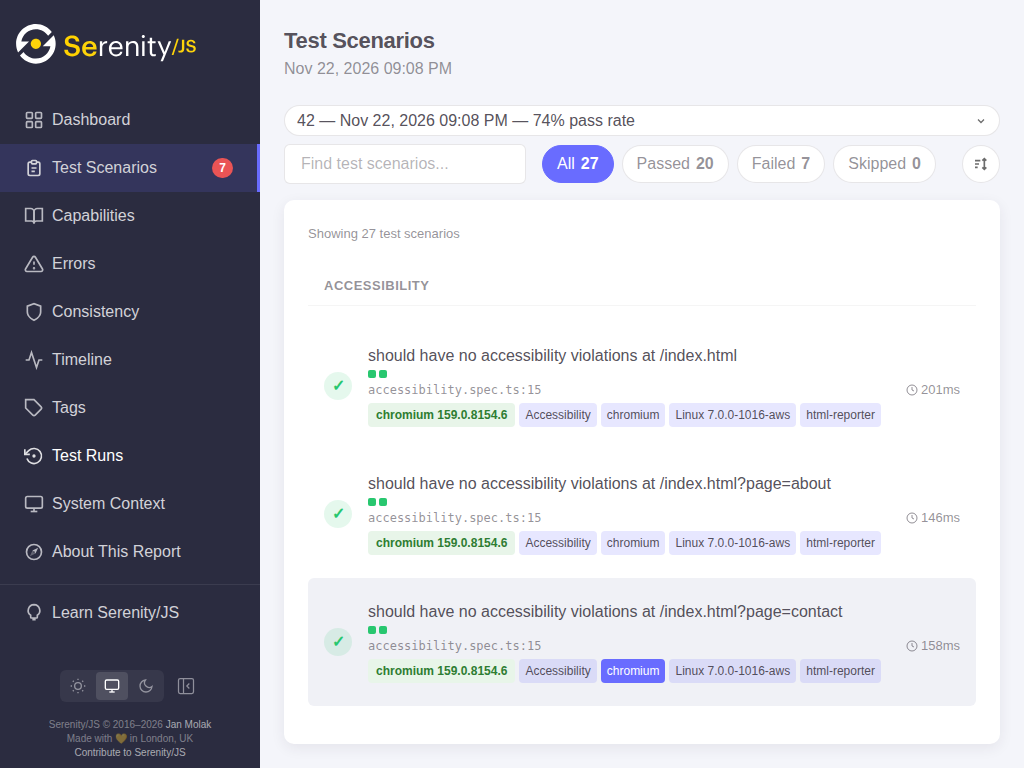 Serenity/JS
Dashboard
Test Scenarios 7
Capabilities
Errors
Consistency
Timeline
Tags
Test Runs
System Context
About This Report
Learn Serenity/JS
Serenity/JS © 2016–2026 Jan Molak
Made with 💛 in London, UK
Contribute to Serenity/JS
Test Scenarios
Nov 22, 2026 09:08 PM
42 — Nov 22, 2026 09:08 PM — 74% pass rate
Find test scenarios... All 27 Passed 20 Failed 7 Skipped 0
Showing 27 test scenarios
ACCESSIBILITY
should have no accessibility violations at /index.html
accessibility.spec.ts:15 201ms
chromium 159.0.8154.6 Accessibility chromium Linux 7.0.0-1016-aws html-reporter
should have no accessibility violations at /index.html?page=about
accessibility.spec.ts:15 146ms
chromium 159.0.8154.6 Accessibility chromium Linux 7.0.0-1016-aws html-reporter
should have no accessibility violations at /index.html?page=contact
accessibility.spec.ts:15 158ms
chromium 159.0.8154.6 Accessibility chromium Linux 7.0.0-1016-aws html-reporter